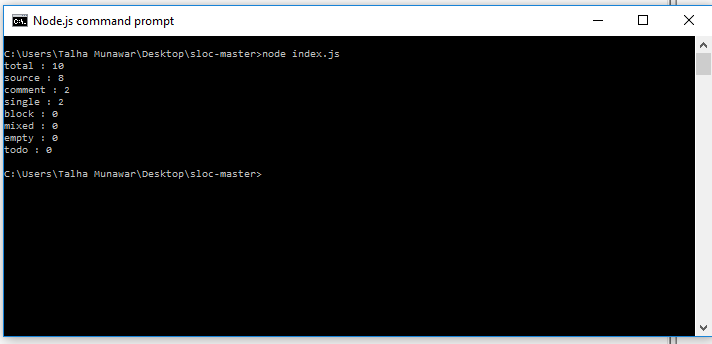 Node.js command prompt
C:\Users\Talha Munawar\Desktop\sloc-master>node index.js
total : 10
source : 8
comment : 2
single : 2
block : 0
mixed : 0
empty : 0
todo : 0
C:\Users\Talha Munawar\Desktop\sloc-master>